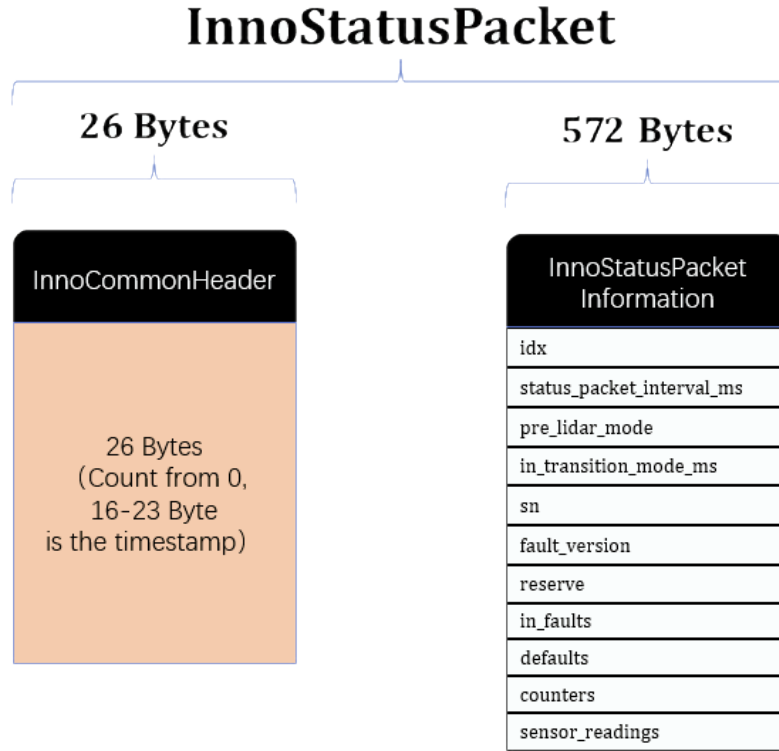 InnoStatusPacket
26 Bytes
572 Bytes
InnoCommonHeader
26 Bytes
(Count from 0,
16-23 Byte
is the timestamp)
InnoStatusPacket
Information
idx
status_packet_interval_ms
pre_lidar_mode
in_transition_mode_ms
sn
fault_version
reserve
in_faults
defaults
counters
sensor_readings